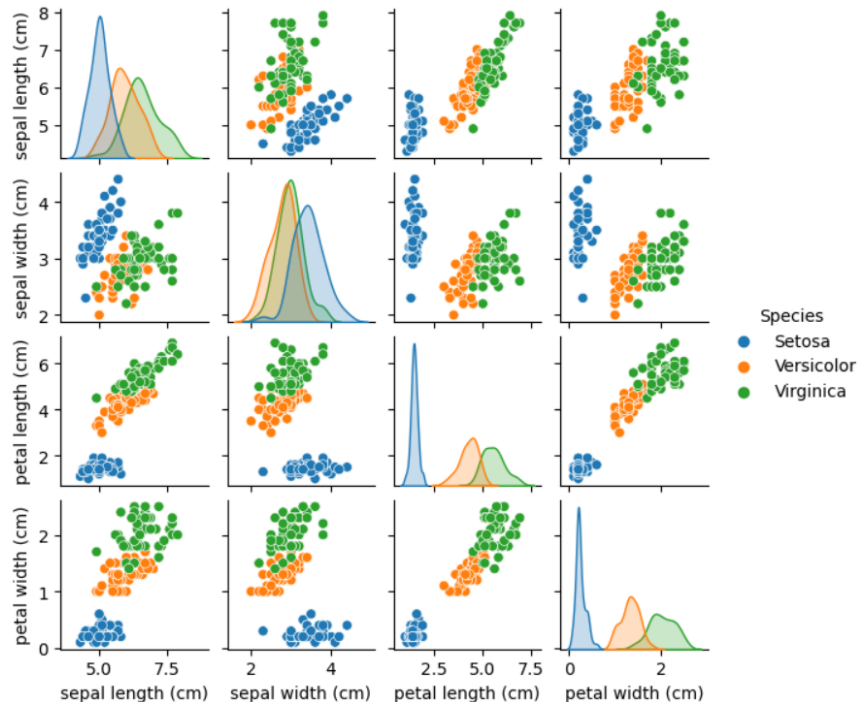 sepal length (cm)
8
7
6
5
sepal width (cm)
4
3
2
petal length (cm)
6
4
2
petal width (cm)
2
1
0
5.0 7.5
sepal length (cm)
2 4
sepal width (cm)
2.5 5.0 7.5
petal length (cm)
0 2
petal width (cm)
Species
Setosa
Versicolor
Virginica